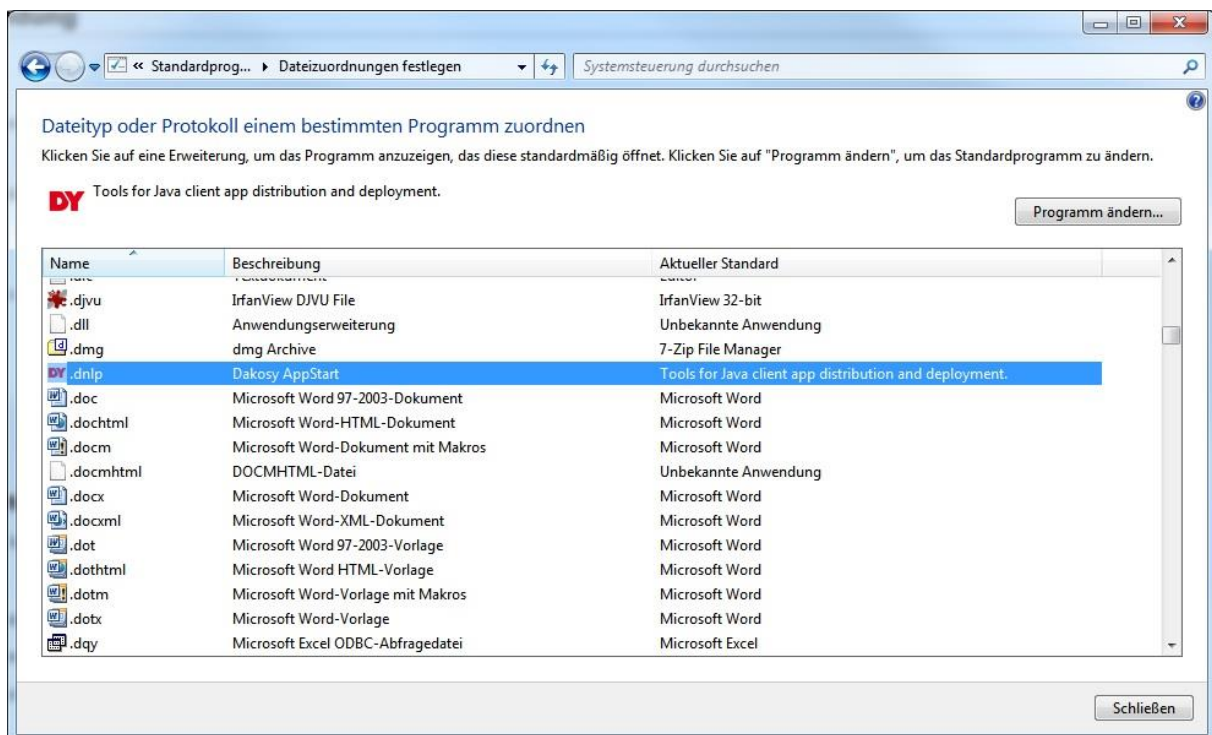 « Standardprog... ▸ Dateizuordnungen festlegen Systemsteuerung durchsuchen
Dateityp oder Protokoll einem bestimmten Programm zuordnen
Klicken Sie auf eine Erweiterung, um das Programm anzuzeigen, das diese standardmäßig öffnet. Klicken Sie auf "Programm ändern", um das Standardprogramm zu ändern.
DY Tools for Java client app distribution and deployment.
Programm ändern...
Name Beschreibung Aktueller Standard
.djvu IrfanView DJVU File IrfanView 32-bit
.dll Anwendungserweiterung Unbekannte Anwendung
.dmg dmg Archive 7-Zip File Manager
DY .dnlp Dakosy AppStart Tools for Java client app distribution and deployment.
.doc Microsoft Word 97-2003-Dokument Microsoft Word
.dochtml Microsoft Word-HTML-Dokument Microsoft Word
.docm Microsoft Word-Dokument mit Makros Microsoft Word
.docmhtml DOCMHTML-Datei Unbekannte Anwendung
.docx Microsoft Word-Dokument Microsoft Word
.docxml Microsoft Word-XML-Dokument Microsoft Word
.dot Microsoft Word 97-2003-Vorlage Microsoft Word
.dothtml Microsoft Word HTML-Vorlage Microsoft Word
.dotm Microsoft Word-Vorlage mit Makros Microsoft Word
.dotx Microsoft Word-Vorlage Microsoft Word
.dqy Microsoft Excel ODBC-Abfragedatei Microsoft Excel
Schließen